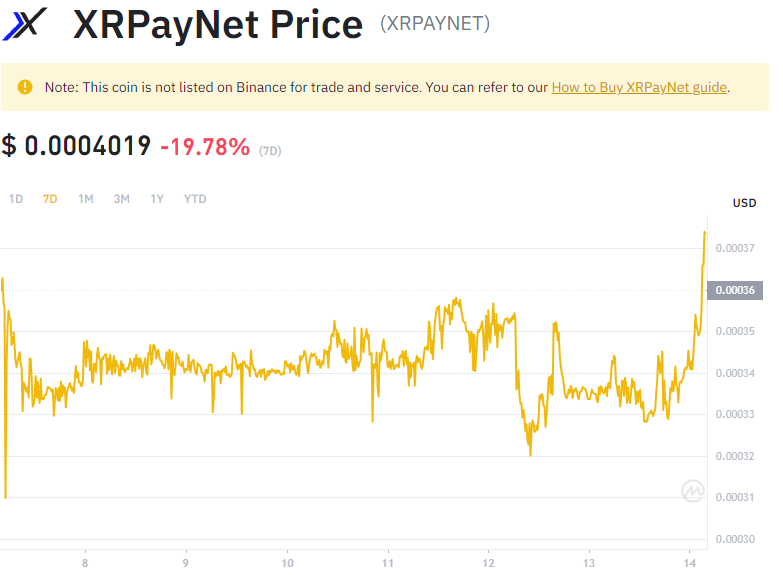 XRPayNet Price (XRPAYNET)
Note: This coin is not listed on Binance for trade and service. You can refer to our How to Buy XRPayNet guide.
$ 0.0004019 -19.78% (7D)
1D 7D 1M 3M 1Y YTD
USD
0.00037
0.00036
0.00035
0.00034
0.00033
0.00032
0.00031
0.00030
8 9 10 11 12 13 14